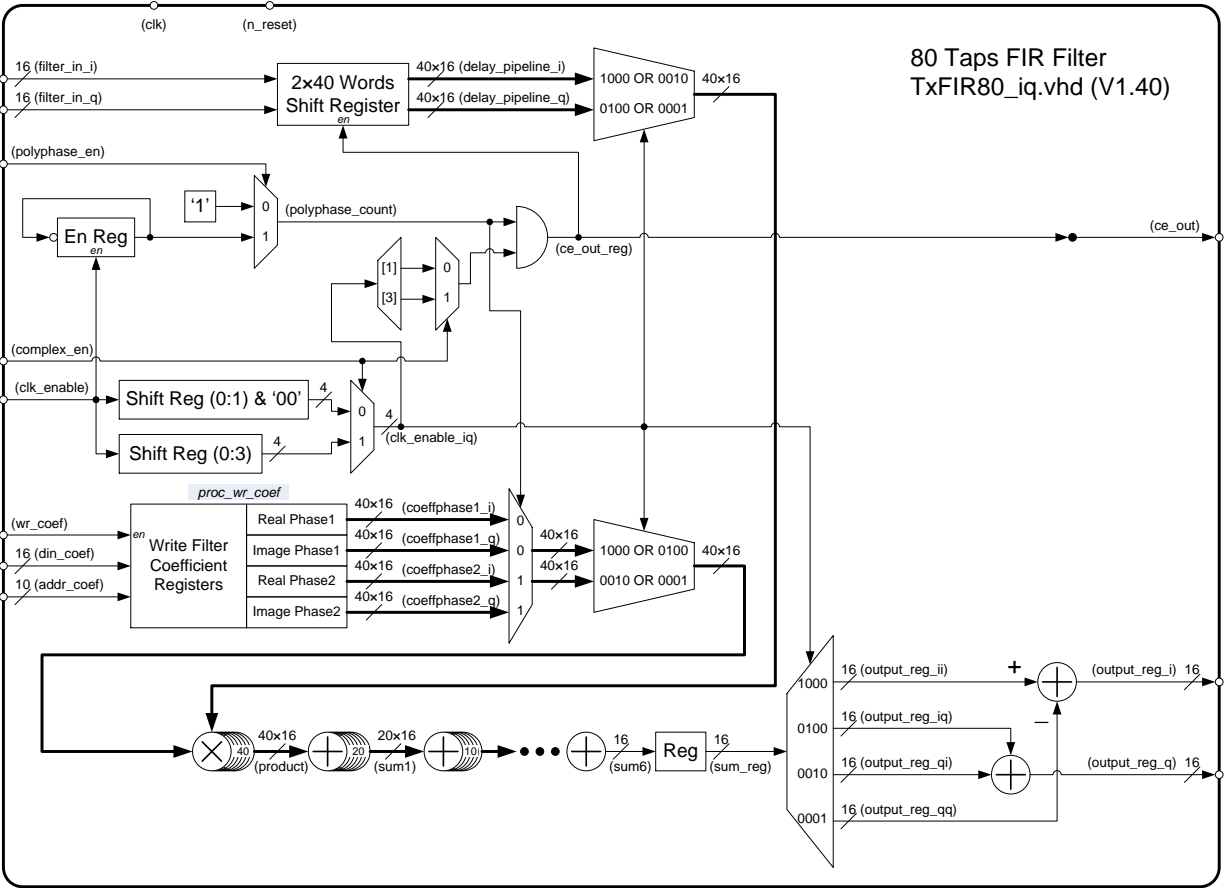 (clk)
(n_reset)
80 Taps FIR Filter
TxFIR80_iq.vhd (V1.40)
16 (filter_in_i)
16 (filter_in_q)
2×40 Words
Shift Register
en
40×16 (delay_pipeline_i)
40×16 (delay_pipeline_q)
1000 OR 0010
0100 OR 0001
40×16
(polyphase_en)
'1'
0
1
(polyphase_count)
En Reg
en
(ce_out_reg)
(ce_out)
[1]
[3]
0
1
(complex_en)
(clk_enable)
Shift Reg (0:1) & '00'
4
Shift Reg (0:3)
4
0
1
4
(clk_enable_iq)
proc_wr_coef
(wr_coef)
16 (din_coef)
10 (addr_coef)
en
Write Filter
Coefficient
Registers
Real Phase1
Image Phase1
Real Phase2
Image Phase2
40×16 (coeffphase1_i)
40×16 (coeffphase1_q)
40×16 (coeffphase2_i)
40×16 (coeffphase2_q)
0
0
1
1
40×16
40×16
1000 OR 0100
0010 OR 0001
40×16
40
40×16
(product)
20
20×16
(sum1)
10
16
(sum6)
Reg
16
(sum_reg)
1000
0100
0010
0001
16 (output_reg_ii)
16 (output_reg_iq)
16 (output_reg_qi)
16 (output_reg_qq)
+
−
(output_reg_i) 16
(output_reg_q) 16